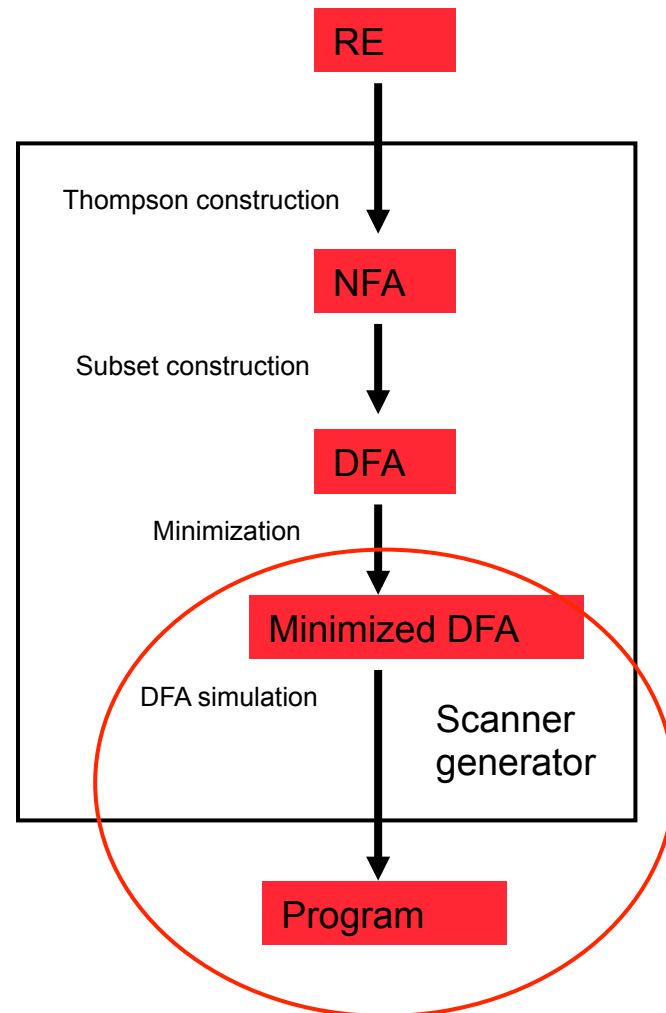 RE
Thompson construction
NFA
Subset construction
DFA
Minimization
Minimized DFA
DFA simulation
Scanner
generator
Program